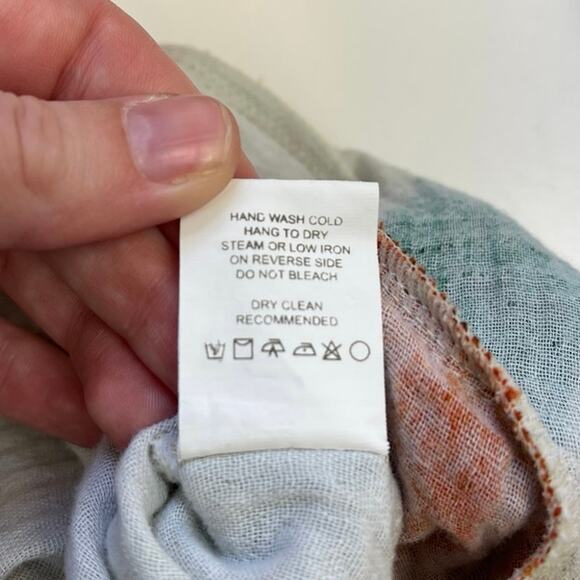 HAND WASH COLD
HANG TO DRY
STEAM OR LOW IRON
ON REVERSE SIDE
DO NOT BLEACH
DRY CLEAN
RECOMMENDED